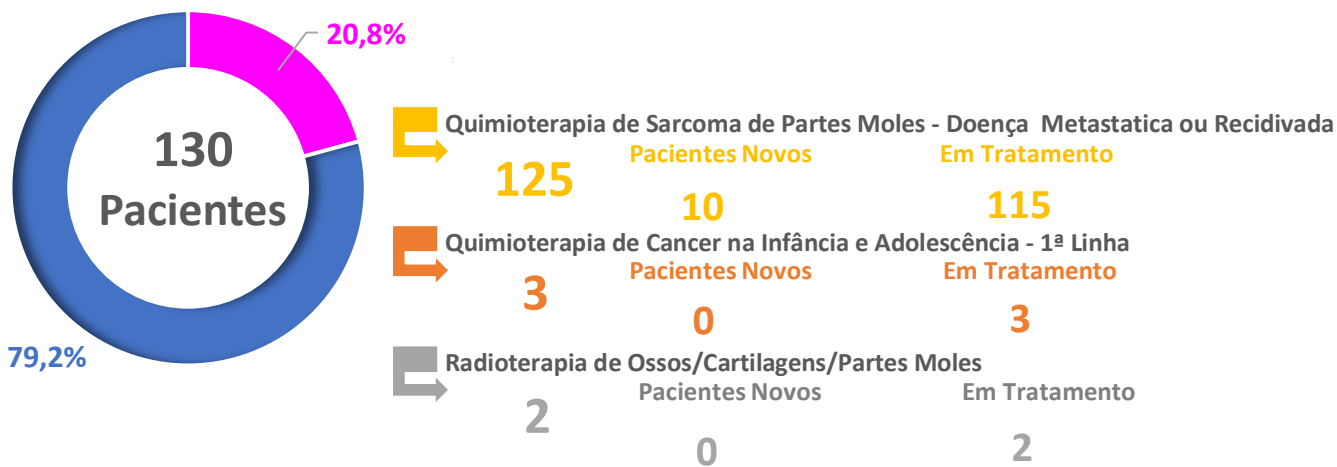 20,8%
130
Pacientes
79,2%
Quimioterapia de Sarcoma de Partes Moles - Doença Metastatica ou Recidivada
Pacientes Novos Em Tratamento
125
10 115
Quimioterapia de Cancer na Infância e Adolescência - 1ª Linha
Pacientes Novos Em Tratamento
3
0 3
Radioterapia de Ossos/Cartilagens/Partes Moles
Pacientes Novos Em Tratamento
2
0 2